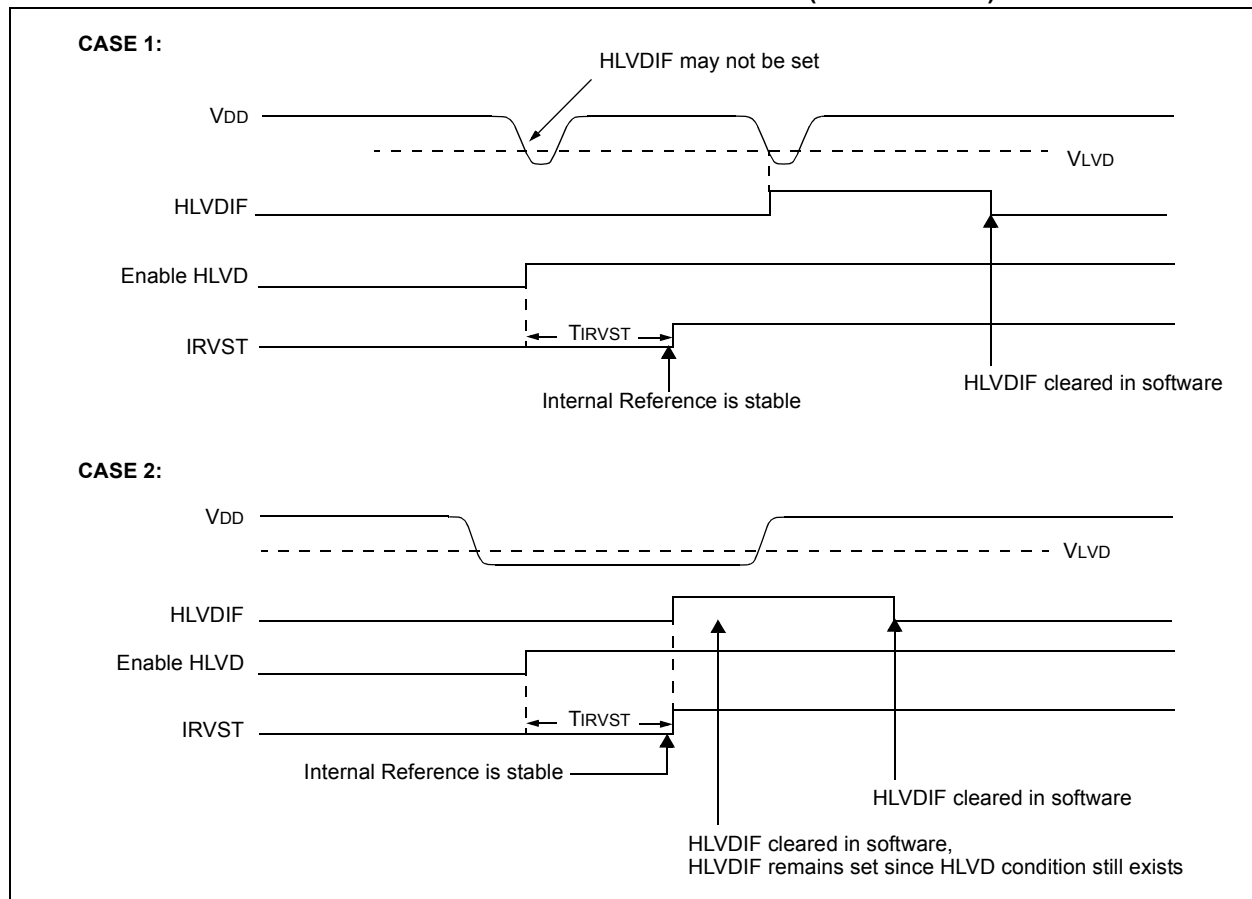 CASE 1:
HLVDIF may not be set
VDD
VLVD
HLVDIF
Enable HLVD
TIRVST
IRVST
HLVDIF cleared in software
Internal Reference is stable
CASE 2:
VDD
VLVD
HLVDIF
Enable HLVD
TIRVST
IRVST
Internal Reference is stable
HLVDIF cleared in software
HLVDIF cleared in software,
HLVDIF remains set since HLVD condition still exists